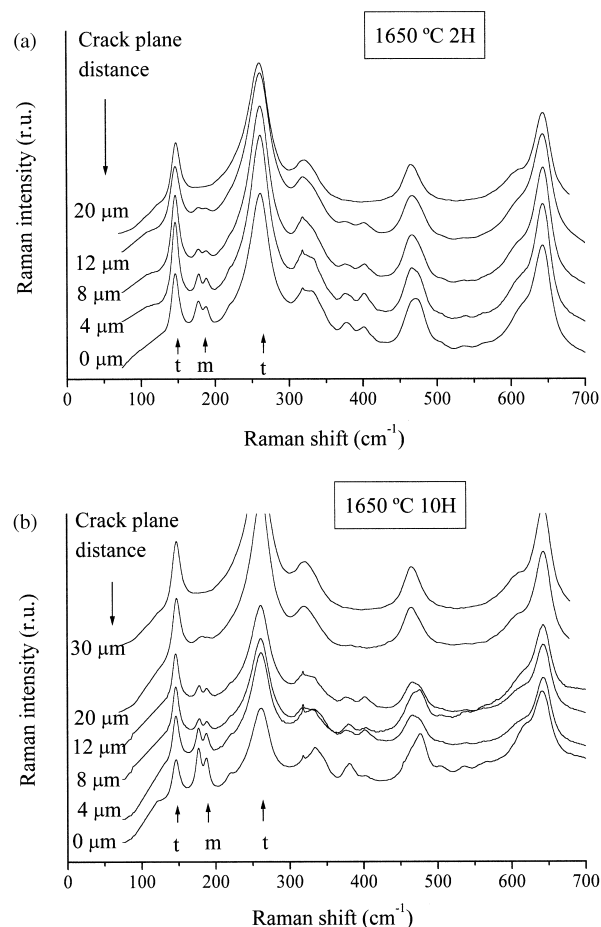 (a)
1650 ºC 2H
Crack plane
distance
Raman intensity (r.u.)
20 µm
12 µm
8 µm
4 µm
0 µm
t
m
t
0
100
200
300
400
500
600
700
Raman shift (cm-1)
(b)
1650 ºC 10H
Crack plane
distance
Raman intensity (r.u.)
30 µm
20 µm
12 µm
8 µm
4 µm
0 µm
t
m
t
0
100
200
300
400
500
600
700
Raman shift (cm-1)